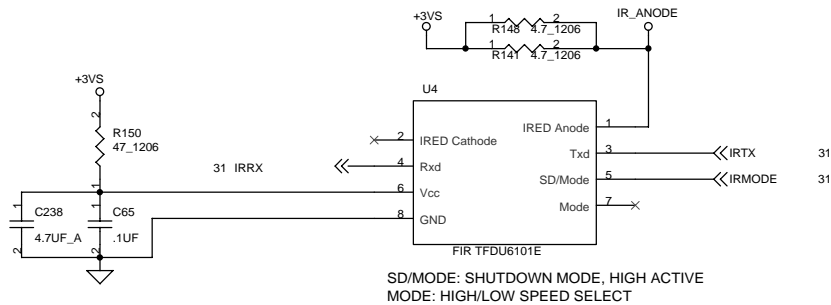 +3VS
1 2
R148 4.7_1206
IR_ANODE
1 2
R141 4.7_1206
+3VS
U4
2
R150
47_1206
1
2 IRED Cathode
IRED Anode 1
Txd 3
IRTX 31
31 IRRX
4 Rxd
SD/Mode 5
IRMODE 31
6 Vcc
Mode 7
8 GND
1
C238
4.7UF_A
2
1
C65
.1UF
2
FIR TFDU6101E
SD/MODE: SHUTDOWN MODE, HIGH ACTIVE
MODE: HIGH/LOW SPEED SELECT